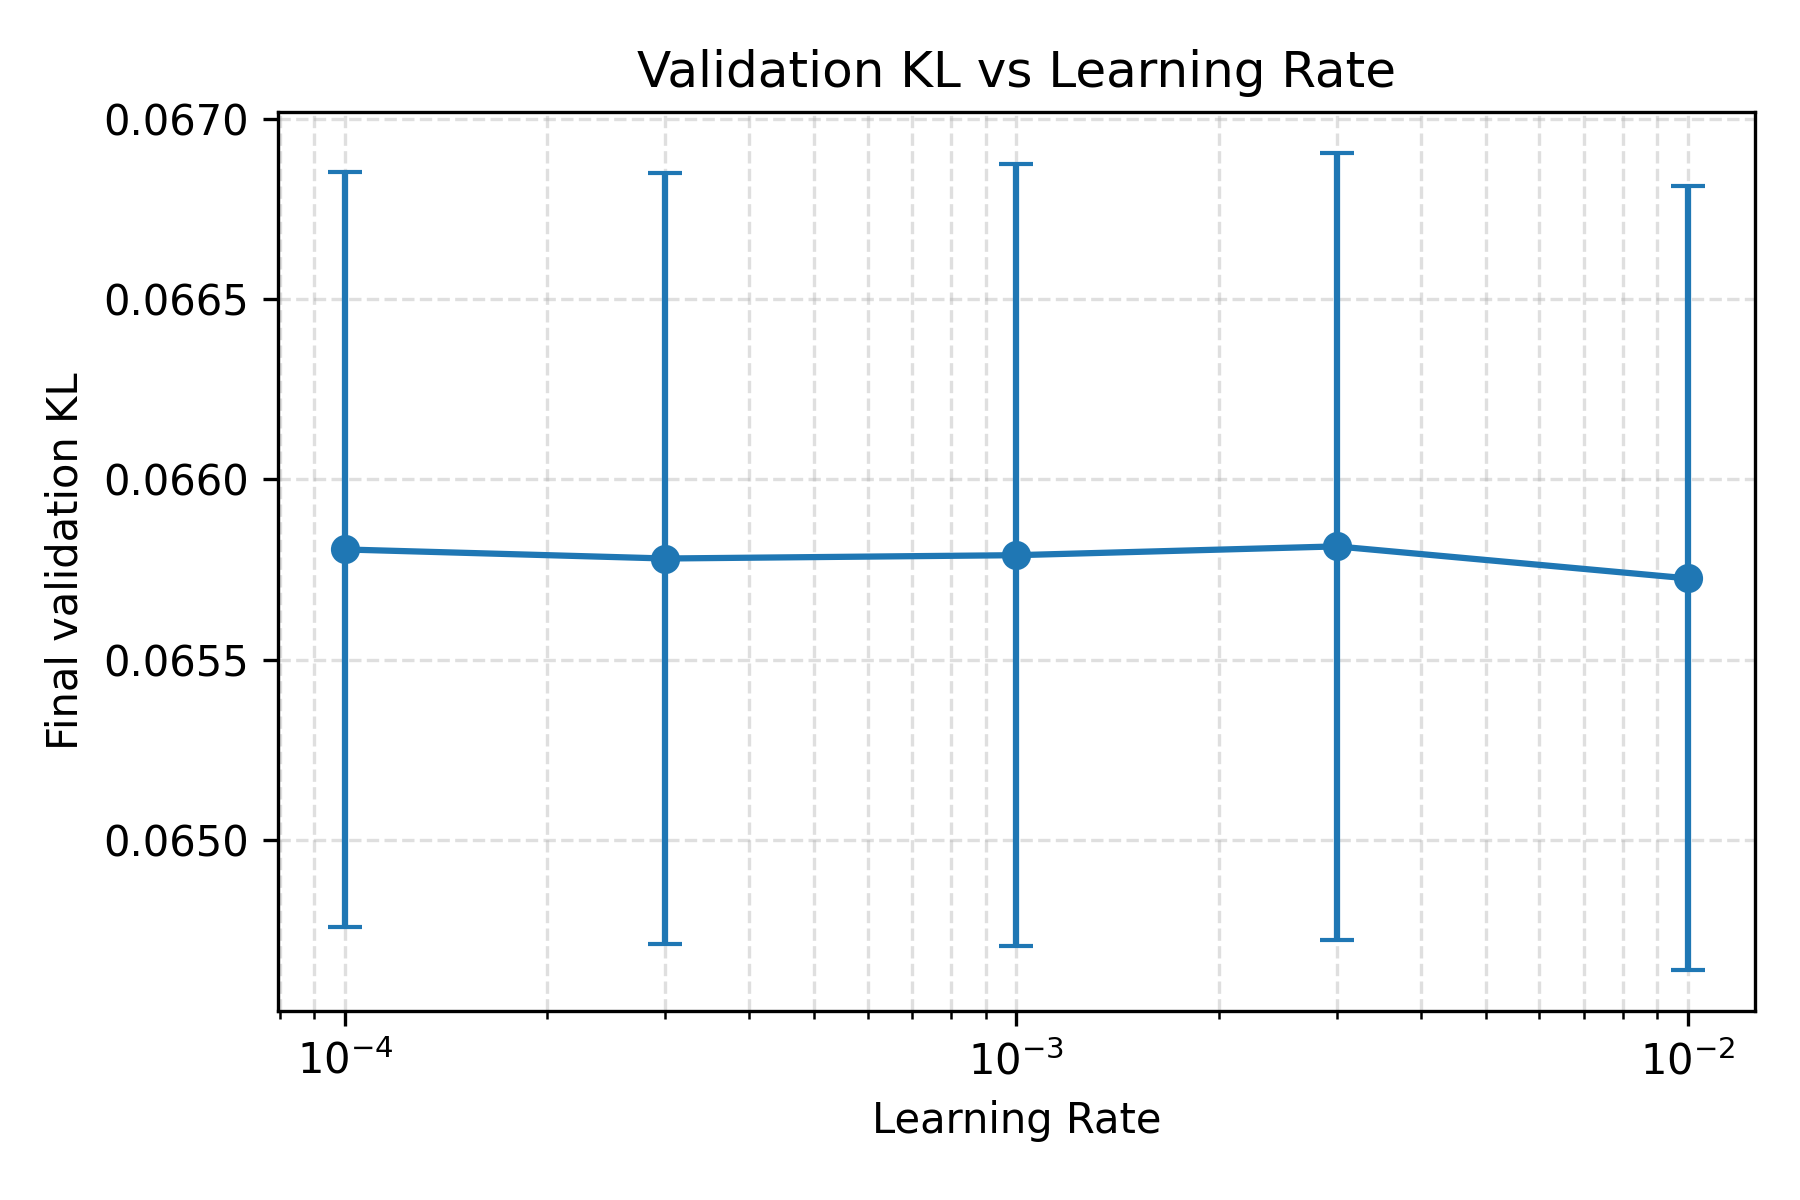 Validation KL vs Learning Rate
0.0670
0.0665
0.0660
0.0655
0.0650
Final validation KL
10⁻⁴ 10⁻³ 10⁻²
Learning Rate